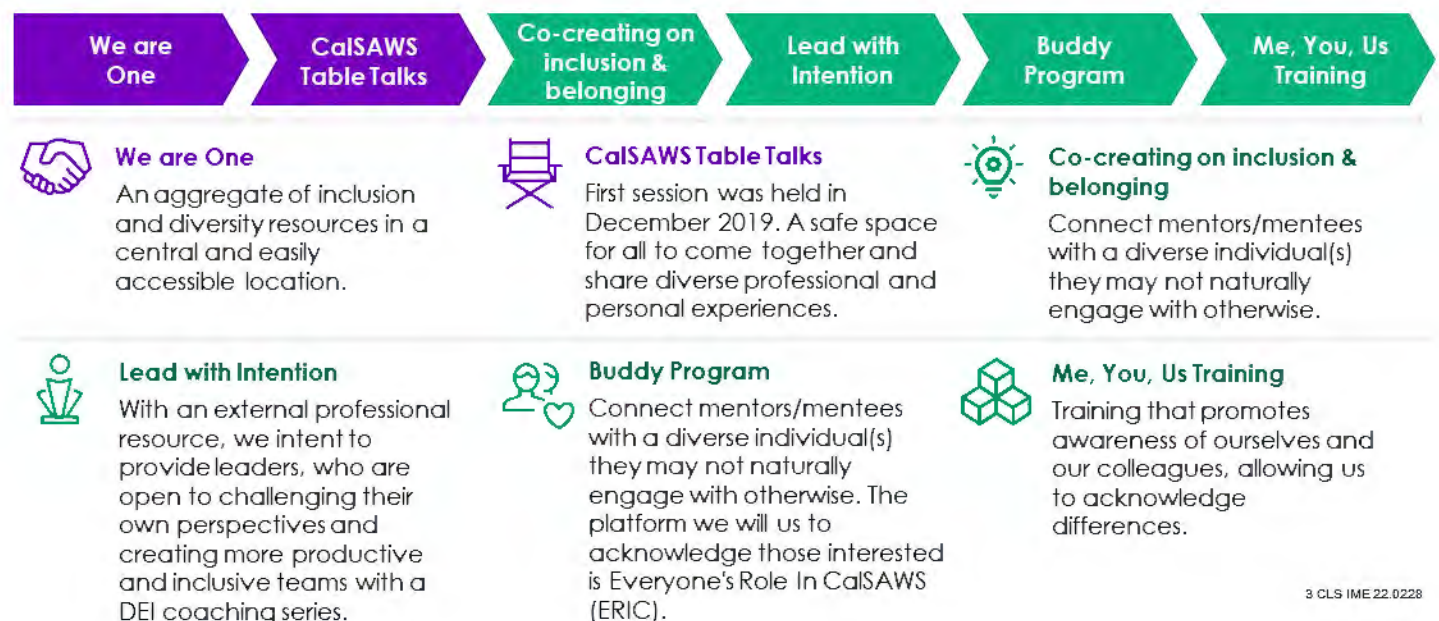 We are
One
CalSAWS
Table Talks
Co-creating on
inclusion &
belonging
Lead with
Intention
Buddy
Program
Me, You, Us
Training
We are One
An aggregate of inclusion
and diversity resources in a
central and easily
accessible location.
CalSAWS Table Talks
First session was held in
December 2019. A safe space
for all to come together and
share diverse professional and
personal experiences.
Co-creating on inclusion &
belonging
Connect mentors/mentees
with a diverse individual(s)
they may not naturally
engage with otherwise.
Lead with Intention
With an external professional
resource, we intent to
provide leaders, who are
open to challenging their
own perspectives and
creating more productive
and inclusive teams with a
DEI coaching series.
Buddy Program
Connect mentors/mentees
with a diverse individual(s)
they may not naturally
engage with otherwise. The
platform we will us to
acknowledge those interested
is Everyone's Role In CalSAWS
(ERIC).
Me, You, Us Training
Training that promotes
awareness of ourselves and
our colleagues, allowing us
to acknowledge
differences.
3 CLS IME 22.0228